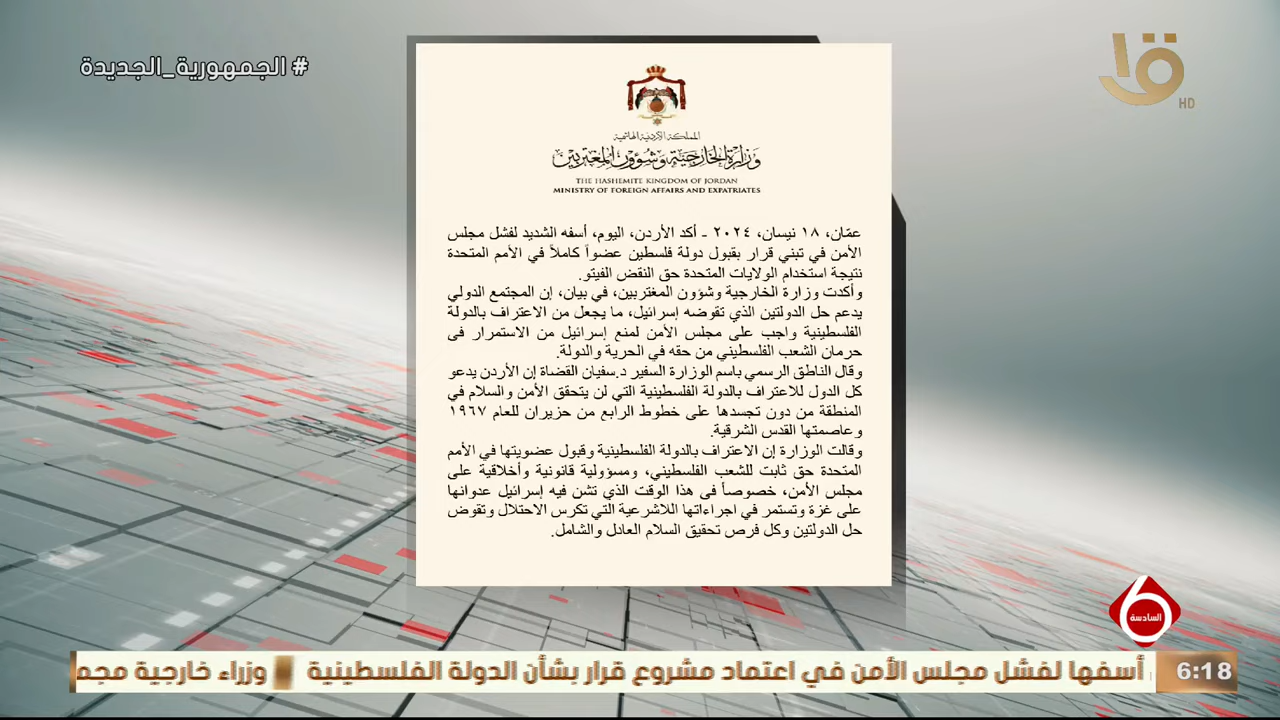 #الجمهورية_الجديدة
HD
المملكة الأردنية الهاشمية
وزارة الخارجية وشؤون المغتربين
THE HASHEMITE KINGDOM OF JORDAN
MINISTRY OF FOREIGN AFFAIRS AND EXPATRIATES
عمّان، ١٨ نيسان، ٢٠٢٤ - أكد الأردن، اليوم، أسفه الشديد لفشل مجلس
الأمن في تبني قرار بقبول دولة فلسطين عضواً كاملاً في الأمم المتحدة
نتيجة استخدام الولايات المتحدة حق النقض الفيتو.
وأكدت وزارة الخارجية وشؤون المغتربين، في بيان، إن المجتمع الدولي
يدعم حل الدولتين الذي تقوضه إسرائيل، ما يجعل من الاعتراف بالدولة
الفلسطينية واجب على مجلس الأمن لمنع إسرائيل من الاستمرار فى
حرمان الشعب الفلسطيني من حقه في الحرية والدولة.
وقال الناطق الرسمي باسم الوزارة السفير د.سفيان القضاة إن الأردن يدعو
كل الدول للاعتراف بالدولة الفلسطينية التي لن يتحقق الأمن والسلام في
المنطقة من دون تجسدها على خطوط الرابع من حزيران للعام ١٩٦٧
وعاصمتها القدس الشرقية.
وقالت الوزارة إن الاعتراف بالدولة الفلسطينية وقبول عضويتها في الأمم
المتحدة حق ثابت للشعب الفلسطيني، ومسؤولية قانونية وأخلاقية على
مجلس الأمن، خصوصاً فى هذا الوقت الذي تشن فيه إسرائيل عدوانها
على غزة وتستمر في اجراءاتها اللاشرعية التي تكرس الاحتلال وتقوض
حل الدولتين وكل فرص تحقيق السلام العادل والشامل.
السادسة
6:18
أسفها لفشل مجلس الأمن في اعتماد مشروع قرار بشأن الدولة الفلسطينية وزراء خارجية مجم